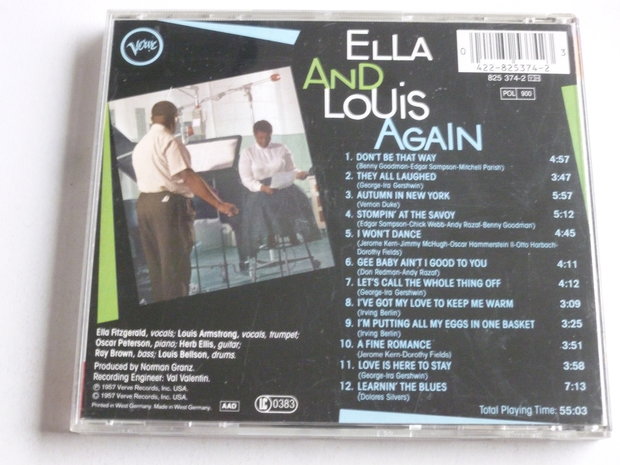 Verve
ELLA
AND
LOUIS
AGAIN
0 422-825374-2 3
825 374-2
POL 900
1. DON'T BE THAT WAY 4:57
(Benny Goodman-Edgar Sampson-Mitchell Parish)
2. THEY ALL LAUGHED 3:47
(George-Ira Gershwin)
3. AUTUMN IN NEW YORK 5:57
(Vernon Duke)
4. STOMPIN' AT THE SAVOY 5:12
(Edgar Sampson-Chick Webb-Andy Razaf-Benny Goodman)
5. I WON'T DANCE 4:45
(Jerome Kern-Jimmy McHugh-Oscar Hammerstein II-Otto Harbach-
Dorothy Fields)
6. GEE BABY AIN'T I GOOD TO YOU 4:11
(Don Redman-Andy Razaf)
7. LET'S CALL THE WHOLE THING OFF 4:12
(George-Ira Gershwin)
8. I'VE GOT MY LOVE TO KEEP ME WARM 3:09
(Irving Berlin)
9. I'M PUTTING ALL MY EGGS IN ONE BASKET 3:25
(Irving Berlin)
10. A FINE ROMANCE 3:51
(Jerome Kern-Dorothy Fields)
11. LOVE IS HERE TO STAY 3:58
(George-Ira Gershwin)
12. LEARNIN' THE BLUES 7:13
(Dolores Silvers)
Total Playing Time: 55:03
Ella Fitzgerald, vocals; Louis Armstrong, vocals, trumpet;
Oscar Peterson, piano; Herb Ellis, guitar;
Ray Brown, bass; Louis Bellson, drums.
Produced by Norman Granz.
Recording Engineer: Val Valentin.
℗ 1957 Verve Records, Inc. USA.
© 1957 Verve Records, Inc. USA.
Printed in West Germany. Made in West Germany.
AAD
0383